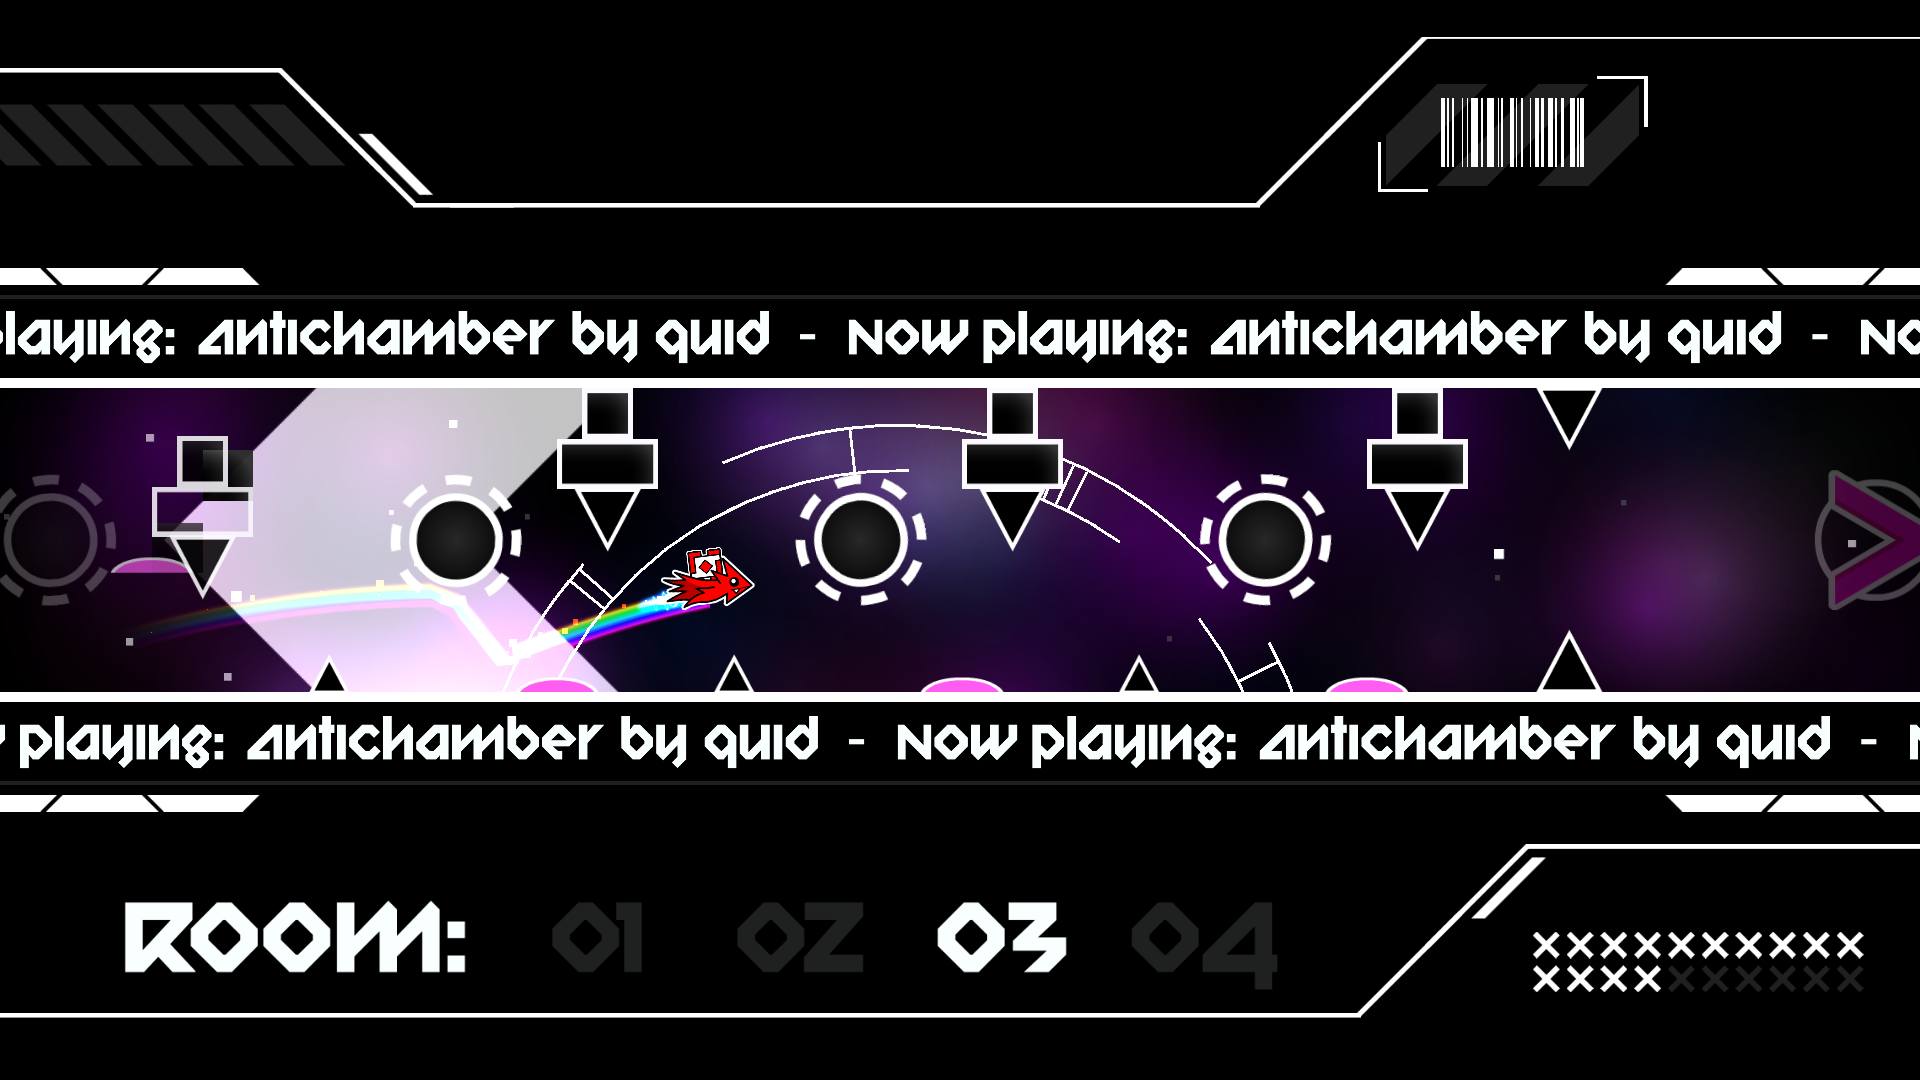 playing: Antichamber by quid - Now playing: Antichamber by quid - No
playing: Antichamber by quid - Now playing: Antichamber by quid - N
ROOM: 01 02 03 04